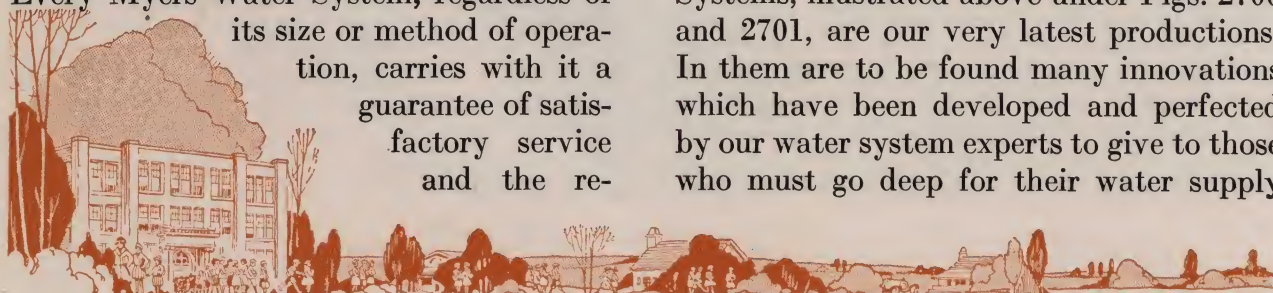 Every Myers Water System, regardless of
its size or method of opera-
tion, carries with it a
guarantee of satis-
factory service
and the re-
Systems, illustrated above under Figs. 2700
and 2701, are our very latest productions.
In them are to be found many innovations
which have been developed and perfected
by our water system experts to give to those
who must go deep for their water supply